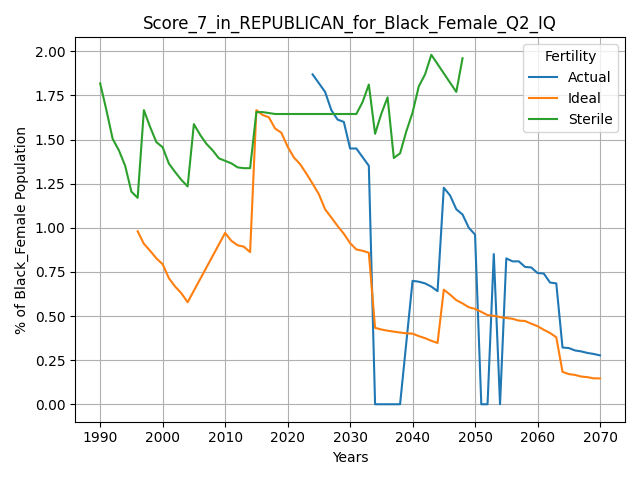 Score_7_in_REPUBLICAN_for_Black_Female_Q2_IQ
% of Black_Female Population
2.00
1.75
1.50
1.25
1.00
0.75
0.50
0.25
0.00
Fertility
Actual
Ideal
Sterile
1990 2000 2010 2020 2030 2040 2050 2060 2070
Years